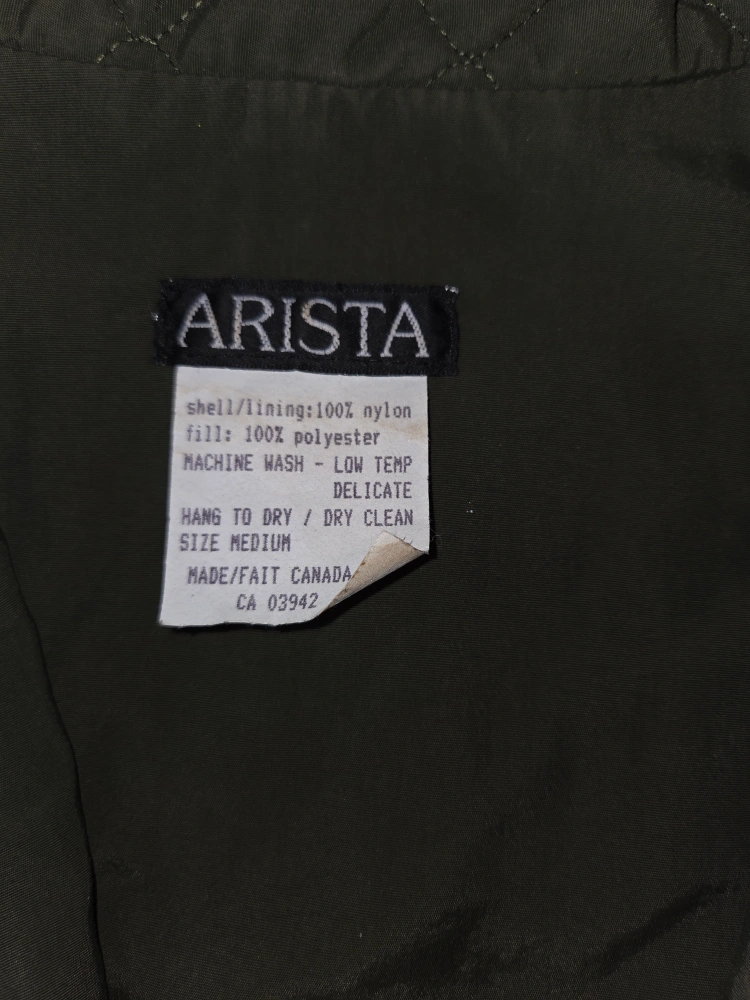 ARISTA
shell/lining:100% nylon
fill: 100% polyester
MACHINE WASH - LOW TEMP
DELICATE
HANG TO DRY / DRY CLEAN
SIZE MEDIUM
MADE/FAIT CANADA
CA 03942